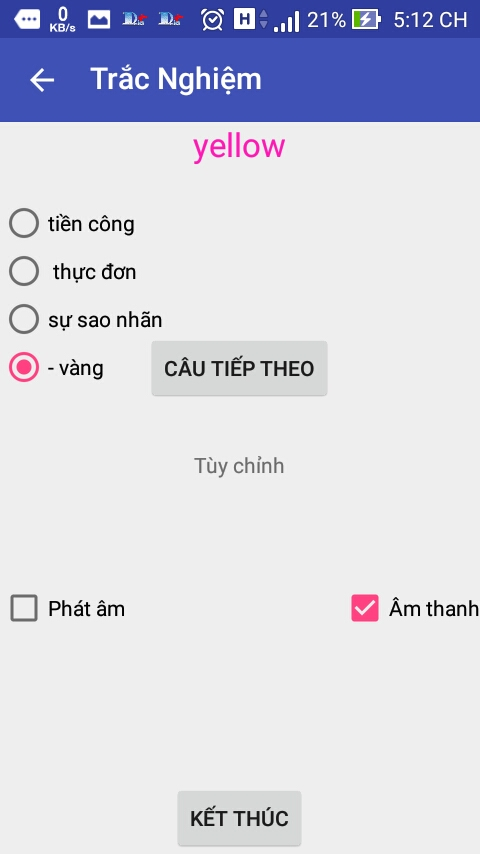 0 KB/s H 21% 5:12 CH
Trắc Nghiệm
yellow
tiền công
thực đơn
sự sao nhãn
- vàng CÂU TIẾP THEO
Tùy chỉnh
Phát âm Âm thanh
KẾT THÚC